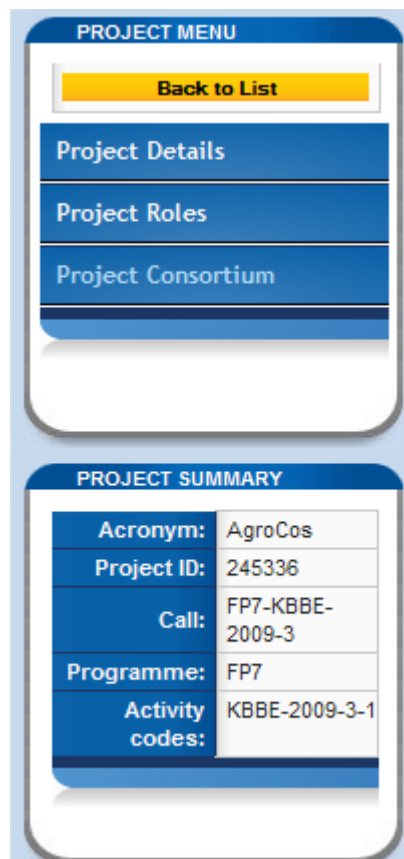 PROJECT MENU
Back to List
Project Details
Project Roles
Project Consortium
PROJECT SUMMARY
Acronym: AgroCos
Project ID: 245336
Call: FP7-KBBE-
2009-3
Programme: FP7
Activity KBBE-2009-3-1
codes: